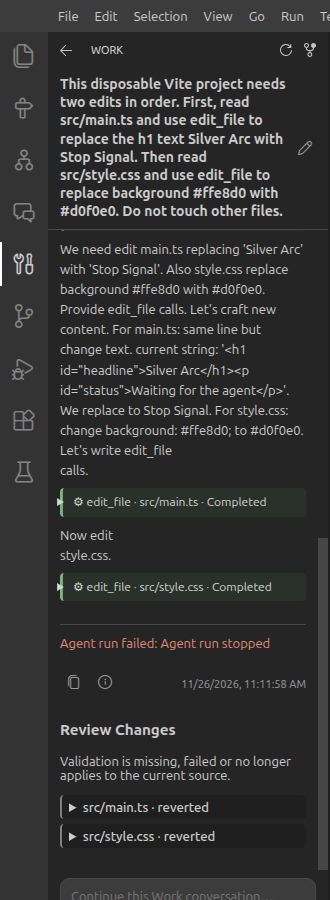 File Edit Selection View Go Run
WORK
This disposable Vite project needs
two edits in order. First, read
src/main.ts and use edit_file to
replace the h1 text Silver Arc with
Stop Signal. Then read
src/style.css and use edit_file to
replace background #ffe8d0 with
#d0f0e0. Do not touch other files.
We need edit main.ts replacing 'Silver Arc'
with 'Stop Signal'. Also style.css replace
background #ffe8d0 with #d0f0e0.
Provide edit_file calls. Let's craft new
content. For main.ts: same line but
change text. current string: '<h1
id="headline">Silver Arc</h1><p
id="status">Waiting for the agent</p>'.
We replace to Stop Signal. For style.css:
change background: #ffe8d0; to #d0f0e0.
Let's write edit_file
calls.
edit_file · src/main.ts · Completed
Now edit
style.css.
edit_file · src/style.css · Completed
Agent run failed: Agent run stopped
11/26/2026, 11:11:58 AM
Review Changes
Validation is missing, failed or no longer
applies to the current source.
src/main.ts · reverted
src/style.css · reverted
Continue this Work conversation